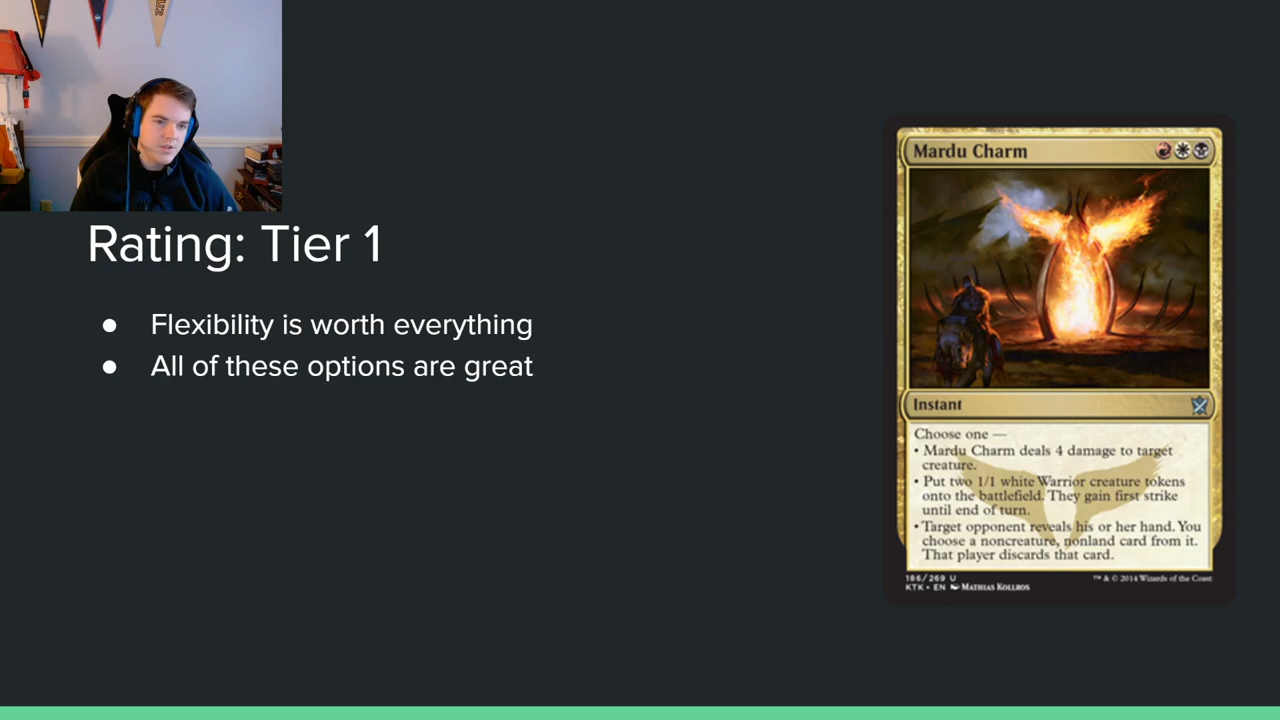 Rating: Tier 1
● Flexibility is worth everything
● All of these options are great
Mardu Charm
Instant
Choose one —
• Mardu Charm deals 4 damage to target
creature.
• Put two 1/1 white Warrior creature tokens
onto the battlefield. They gain first strike
until end of turn.
• Target opponent reveals his or her hand. You
choose a noncreature, nonland card from it.
That player discards that card.
186/269 U
KTK • EN Mathias Kollros
™ & © 2014 Wizards of the Coast